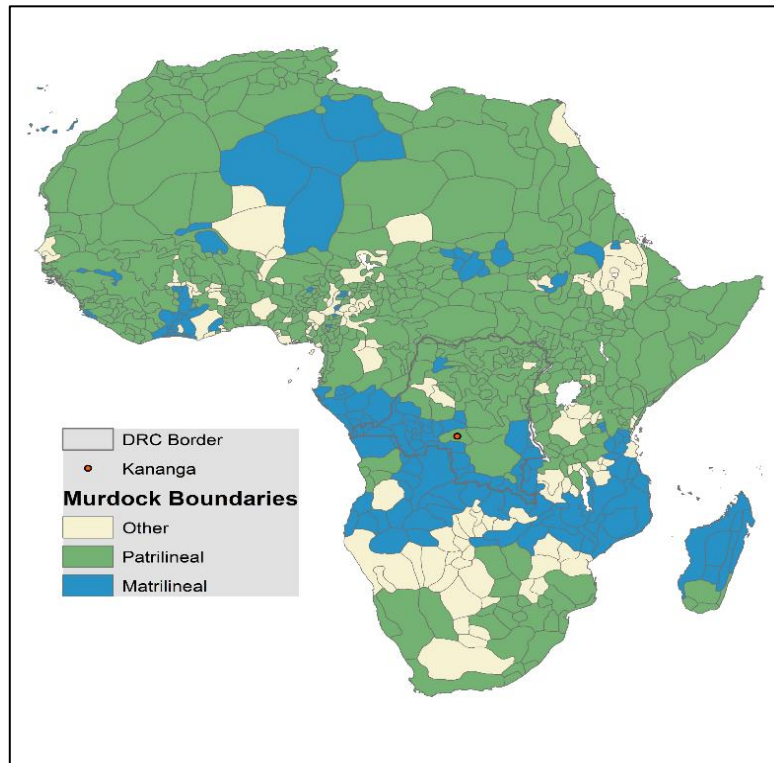 DRC Border
Kananga
Murdock Boundaries
Other
Patrilineal
Matrilineal